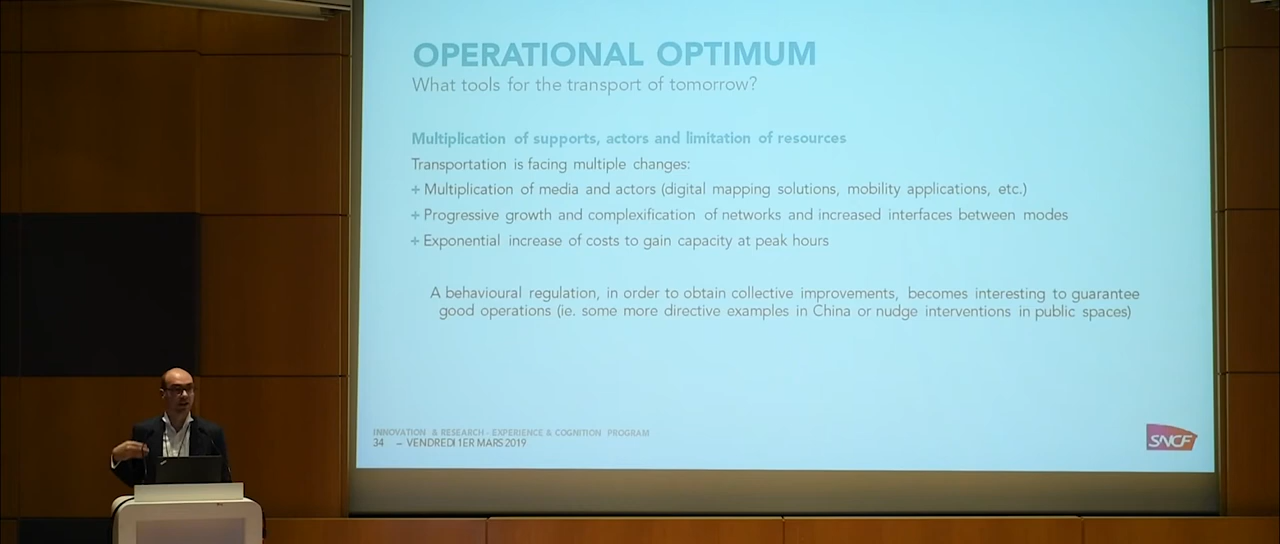 OPERATIONAL OPTIMUM
What tools for the transport of tomorrow?
Multiplication of supports, actors and limitation of resources
Transportation is facing multiple changes:
+ Multiplication of media and actors (digital mapping solutions, mobility applications, etc.)
+ Progressive growth and complexification of networks and increased interfaces between modes
+ Exponential increase of costs to gain capacity at peak hours
A behavioural regulation, in order to obtain collective improvements, becomes interesting to guarantee
good operations (ie. some more directive examples in China or nudge interventions in public spaces)
INNOVATION & RESEARCH - EXPERIENCE & COGNITION PROGRAM
34 – VENDREDI 1ER MARS 2019
SNCF